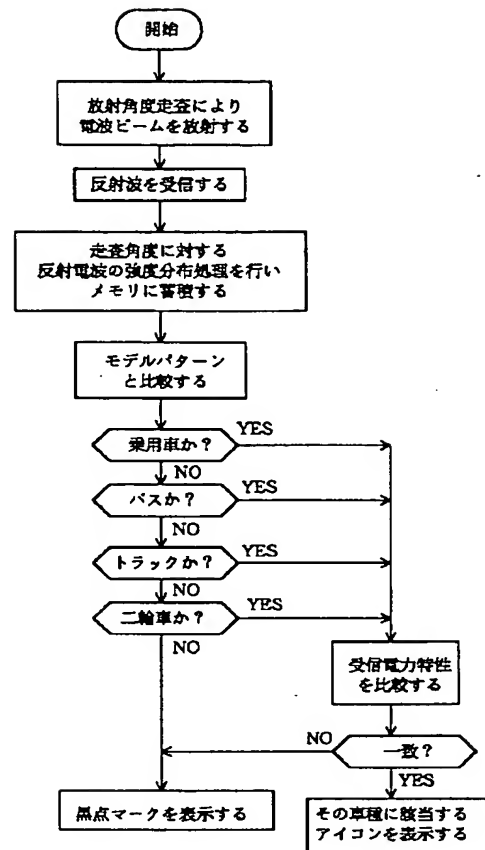 開始
放射角度走査により
電波ビームを放射する
反射波を受信する
走査角度に対する
反射電波の強度分布処理を行い
メモリに蓄積する
モデルパターン
と比較する
乗用車か?
YES
NO
バスか?
YES
NO
トラックか?
YES
NO
二輪車か?
YES
NO
受信電力特性
を比較する
一致?
NO
YES
黒点マークを表示する
その車種に該当する
アイコンを表示する